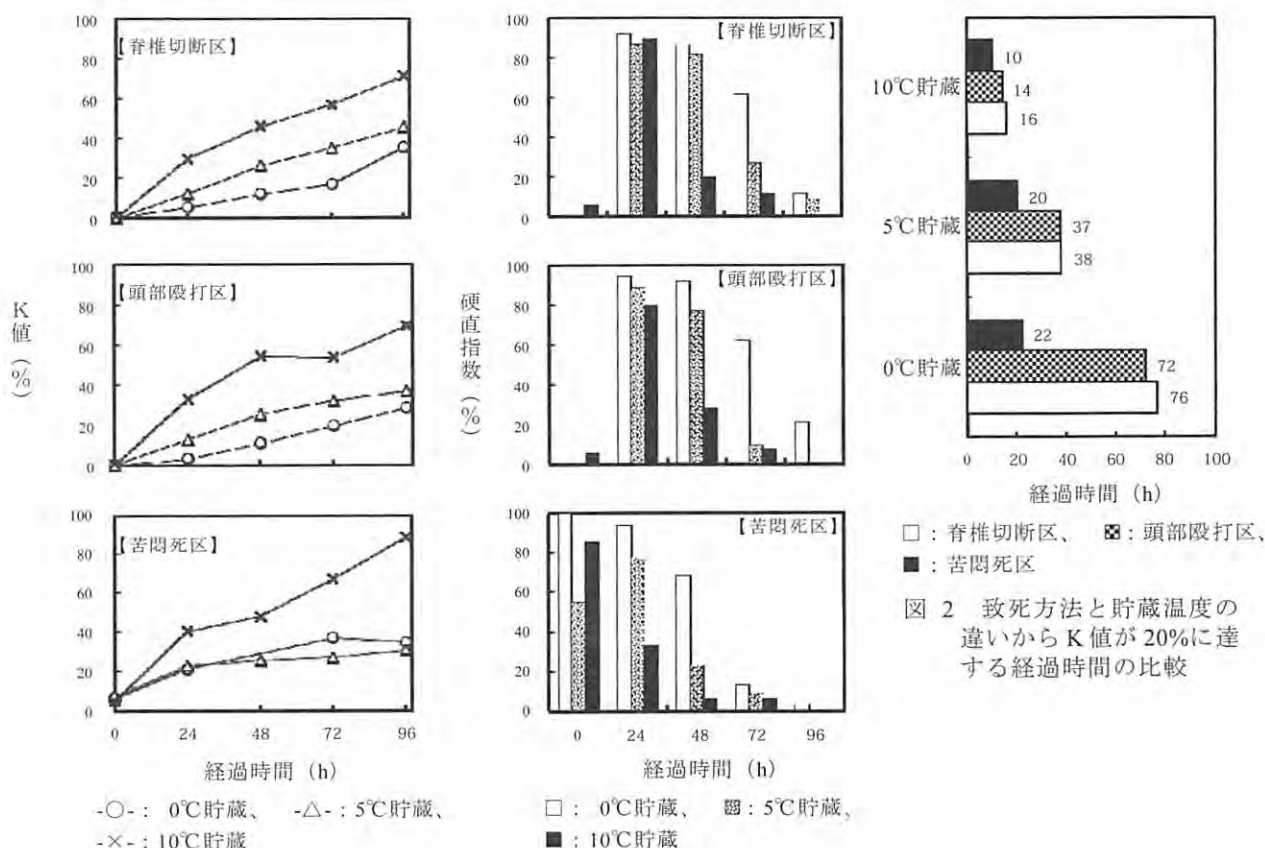 K値(%)
100
80
60
40
20
0
【脊椎切断区】
100
80
60
40
20
0
【頭部殴打区】
100
80
60
40
20
0
【苦悶死区】
0 24 48 72 96
経過時間 (h)
-○-: 0℃貯蔵、 -△-: 5℃貯蔵、
-×-: 10℃貯蔵
硬直指数(%)
100
80
60
40
20
0
【脊椎切断区】
100
80
60
40
20
0
【頭部殴打区】
100
80
60
40
20
0
【苦悶死区】
0 24 48 72 96
経過時間 (h)
□: 0℃貯蔵、 ▩: 5℃貯蔵、
■: 10℃貯蔵
10℃貯蔵
10
14
16
5℃貯蔵
20
37
38
0℃貯蔵
22
72
76
0 20 40 60 80 100
経過時間 (h)
□: 脊椎切断区、 ▩: 頭部殴打区、
■: 苦悶死区
図 2 致死方法と貯蔵温度の
違いから K 値が 20%に達
する経過時間の比較